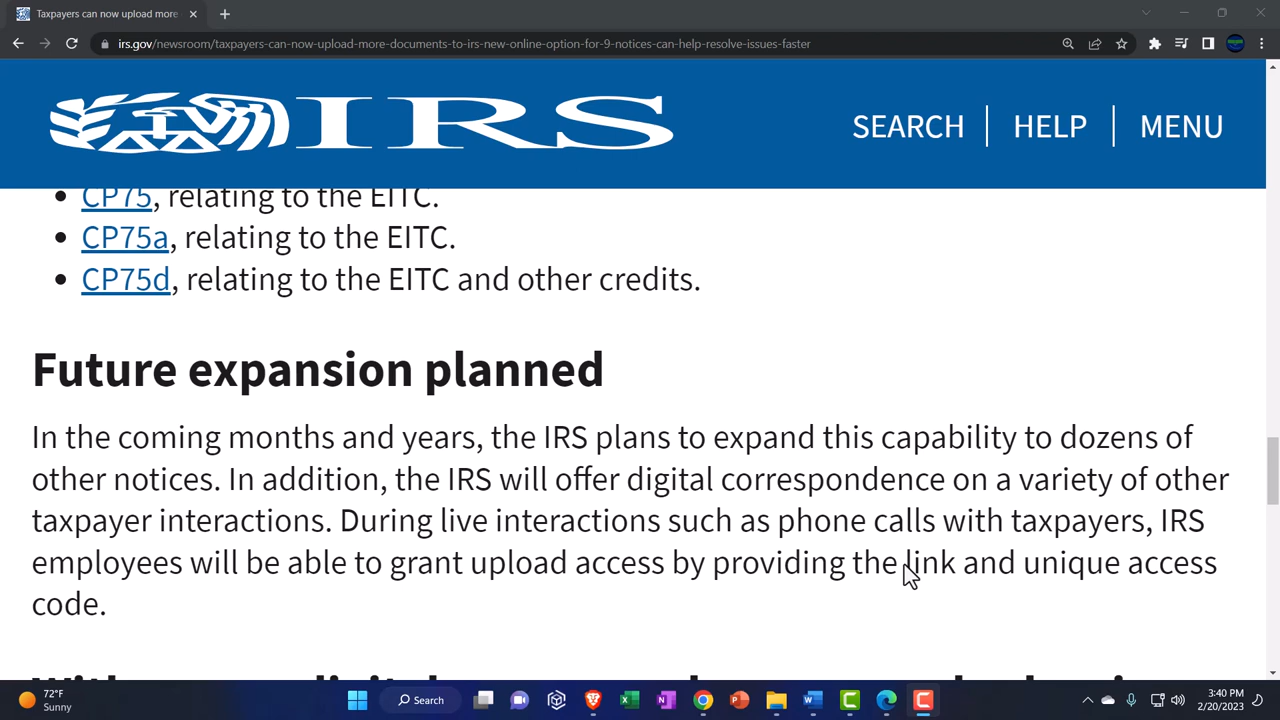 Taxpayers can now upload more
irs.gov/newsroom/taxpayers-can-now-upload-more-documents-to-irs-new-online-option-for-9-notices-can-help-resolve-issues-faster
IRS
SEARCH
HELP
MENU
CP75, relating to the EITC.
CP75a, relating to the EITC.
CP75d, relating to the EITC and other credits.
Future expansion planned
In the coming months and years, the IRS plans to expand this capability to dozens of
other notices. In addition, the IRS will offer digital correspondence on a variety of other
taxpayer interactions. During live interactions such as phone calls with taxpayers, IRS
employees will be able to grant upload access by providing the link and unique access
code.
72°F
Sunny
Search
3:40 PM
2/20/2023